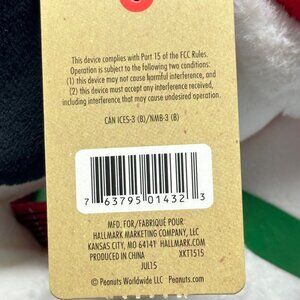 This device complies with Part 15 of the FCC Rules.
Operation is subject to the following two conditions:
(1) this device may not cause harmful interference, and
(2) this device must accept any interference received,
including interference that may cause undesired operation.
CAN ICES-3 (B)/NMB-3 (B)
7 63795 01432 3
MFD. FOR/FABRIQUÉ POUR
HALLMARK MARKETING COMPANY, LLC
KANSAS CITY, MO 64141 HALLMARK.COM
PRODUCED IN CHINA XKT1515
JUL15
© Peanuts Worldwide LLC Peanuts.com